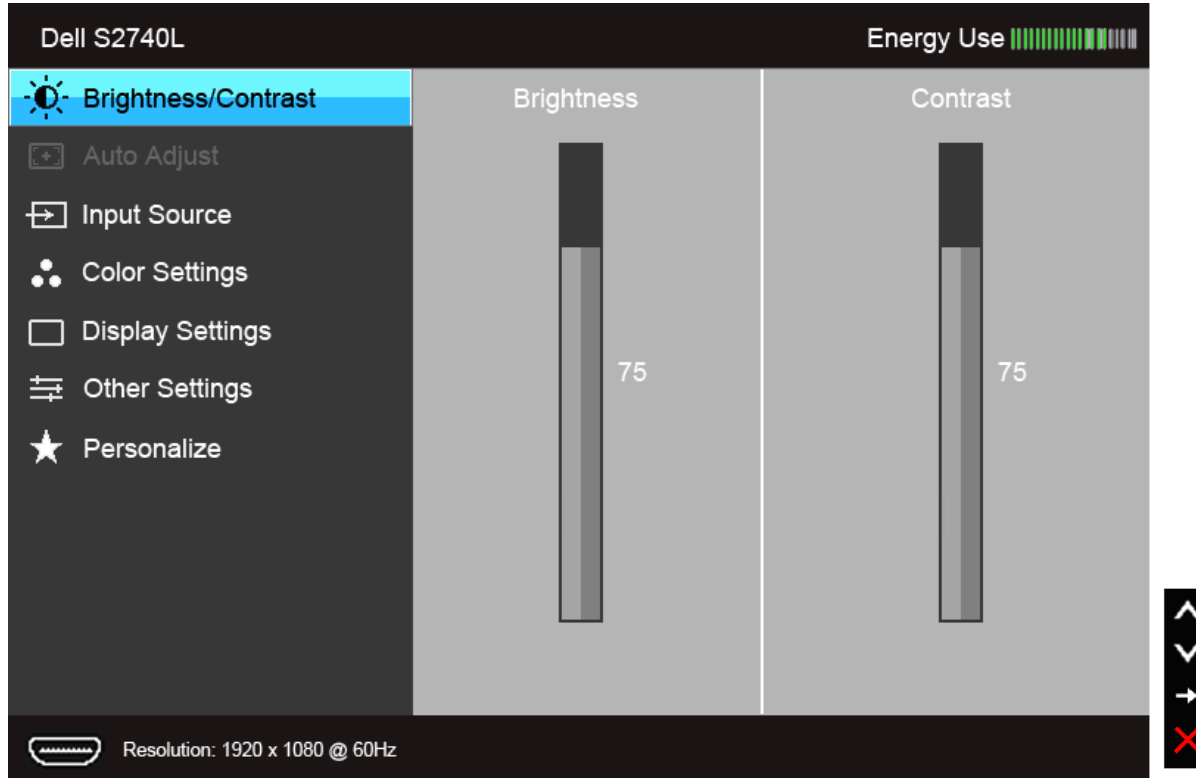 Dell S2740L
Energy Use
Brightness/Contrast
Brightness
Contrast
Auto Adjust
Input Source
Color Settings
Display Settings
75
75
Other Settings
Personalize
Resolution: 1920 x 1080 @ 60Hz